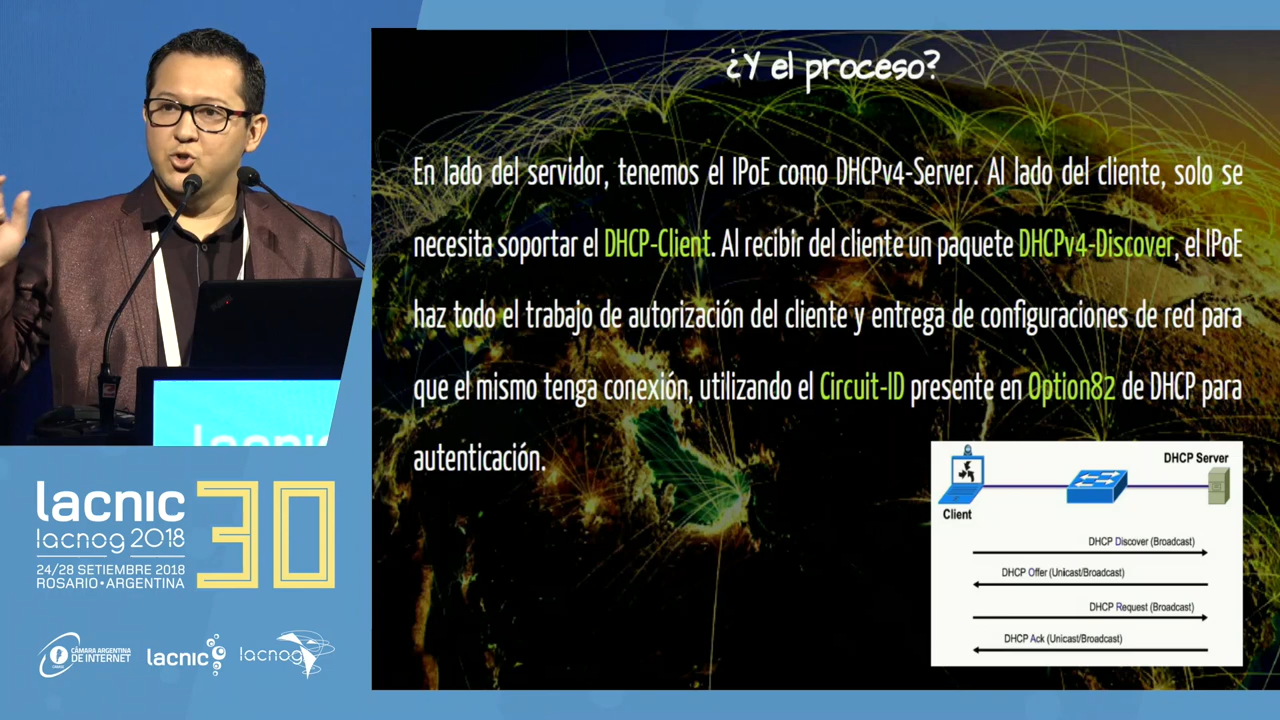 ¿Y el proceso?
En lado del servidor, tenemos el IPoE como DHCPv4-Server. Al lado del cliente, solo se
necesita soportar el DHCP-Client. Al recibir del cliente un paquete DHCPv4-Discover, el IPoE
haz todo el trabajo de autorización del cliente y entrega de configuraciones de red para
que el mismo tenga conexión, utilizando el Circuit-ID presente en Option82 de DHCP para
autenticación.
DHCP Server
Client
DHCP Discover (Broadcast)
DHCP Offer (Unicast/Broadcast)
DHCP Request (Broadcast)
DHCP Ack (Unicast/Broadcast)
lacnic
lacnic 30
lacnog 2018
24/28 SETIEMBRE 2018
ROSARIO • ARGENTINA
CÁMARA ARGENTINA
DE INTERNET
lacnic
lacnog